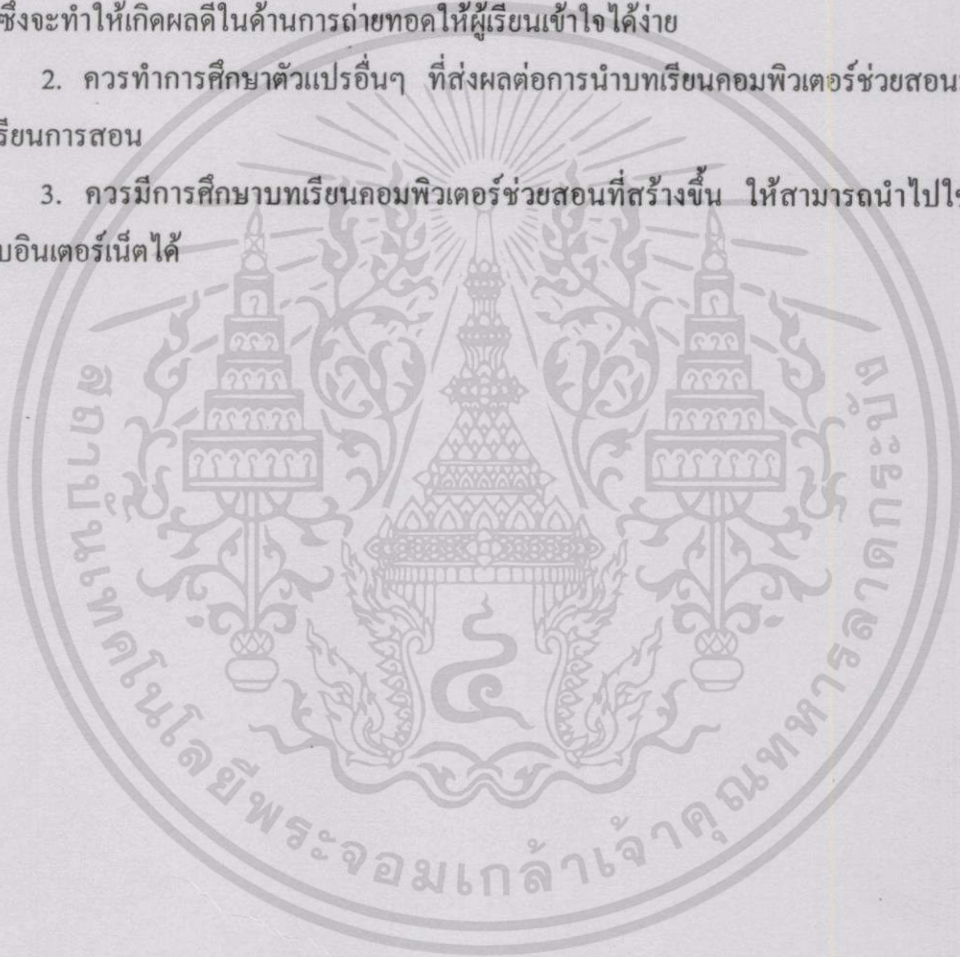 ซึ่งจะทำให้เกิดผลดีในด้านการถ่ายทอดให้ผู้เรียนเข้าใจได้ง่าย
2. ควรทำการศึกษาตัวแปรอื่นๆ ที่ส่งผลต่อการนำบทเรียนคอมพิวเตอร์ช่วยสอน
รียนการสอน
3. ควรมีการศึกษาบทเรียนคอมพิวเตอร์ช่วยสอนที่สร้างขึ้น ให้สามารถนำไปใช
บอินเตอร์เน็ตได้
สถาบันเทคโนโลยีพระจอมเกล้าเจ้าคุณทหารลาดกระบัง